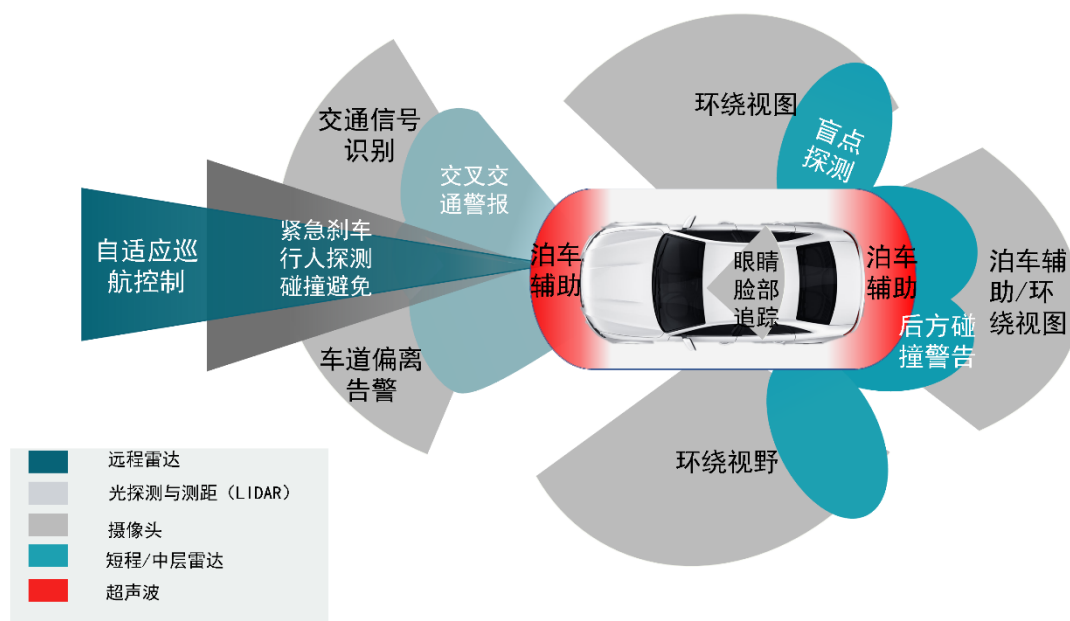 交通信号
识别
环绕视图
盲点
探测
交叉交
通警报
自适应巡
航控制
紧急刹车
行人探测
碰撞避免
泊车
辅助
眼睛
脸部
追踪
泊车
辅助
泊车辅
助/环
绕视图
后方碰
撞警告
车道偏离
告警
环绕视野
远程雷达
光探测与测距（LIDAR）
摄像头
短程/中层雷达
超声波